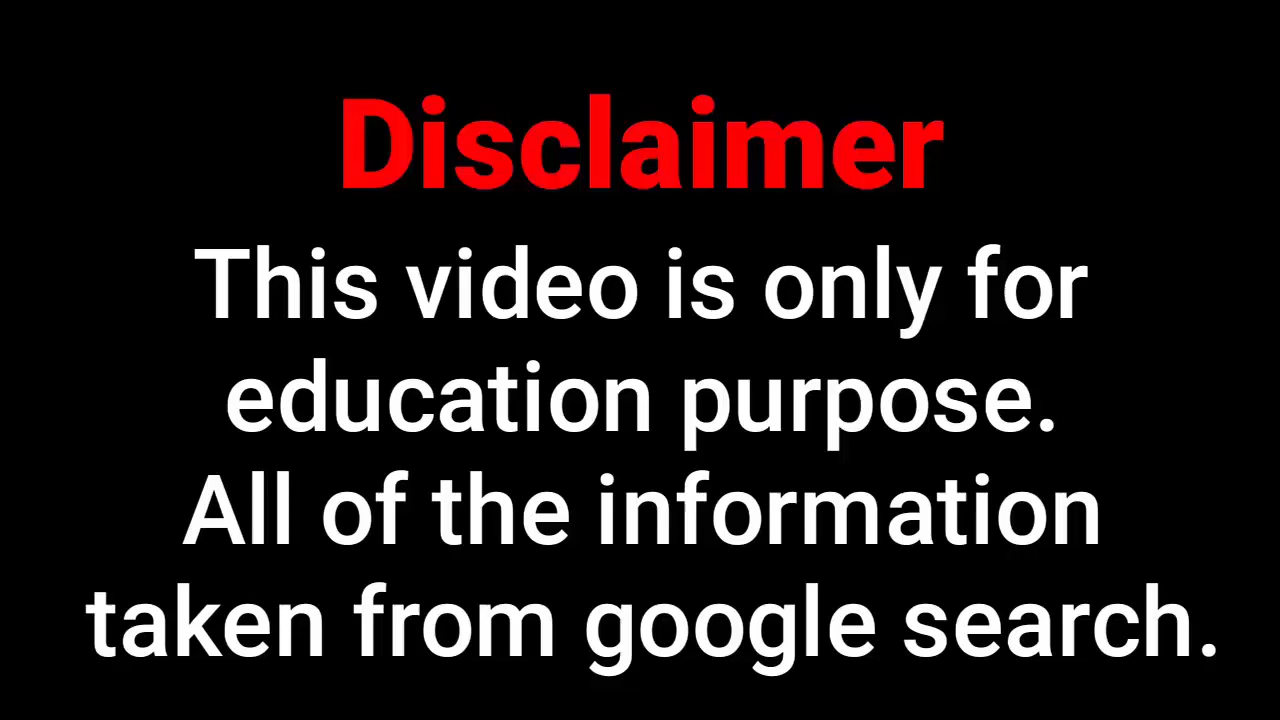 Disclaimer
This video is only for
education purpose.
All of the information
taken from google search.